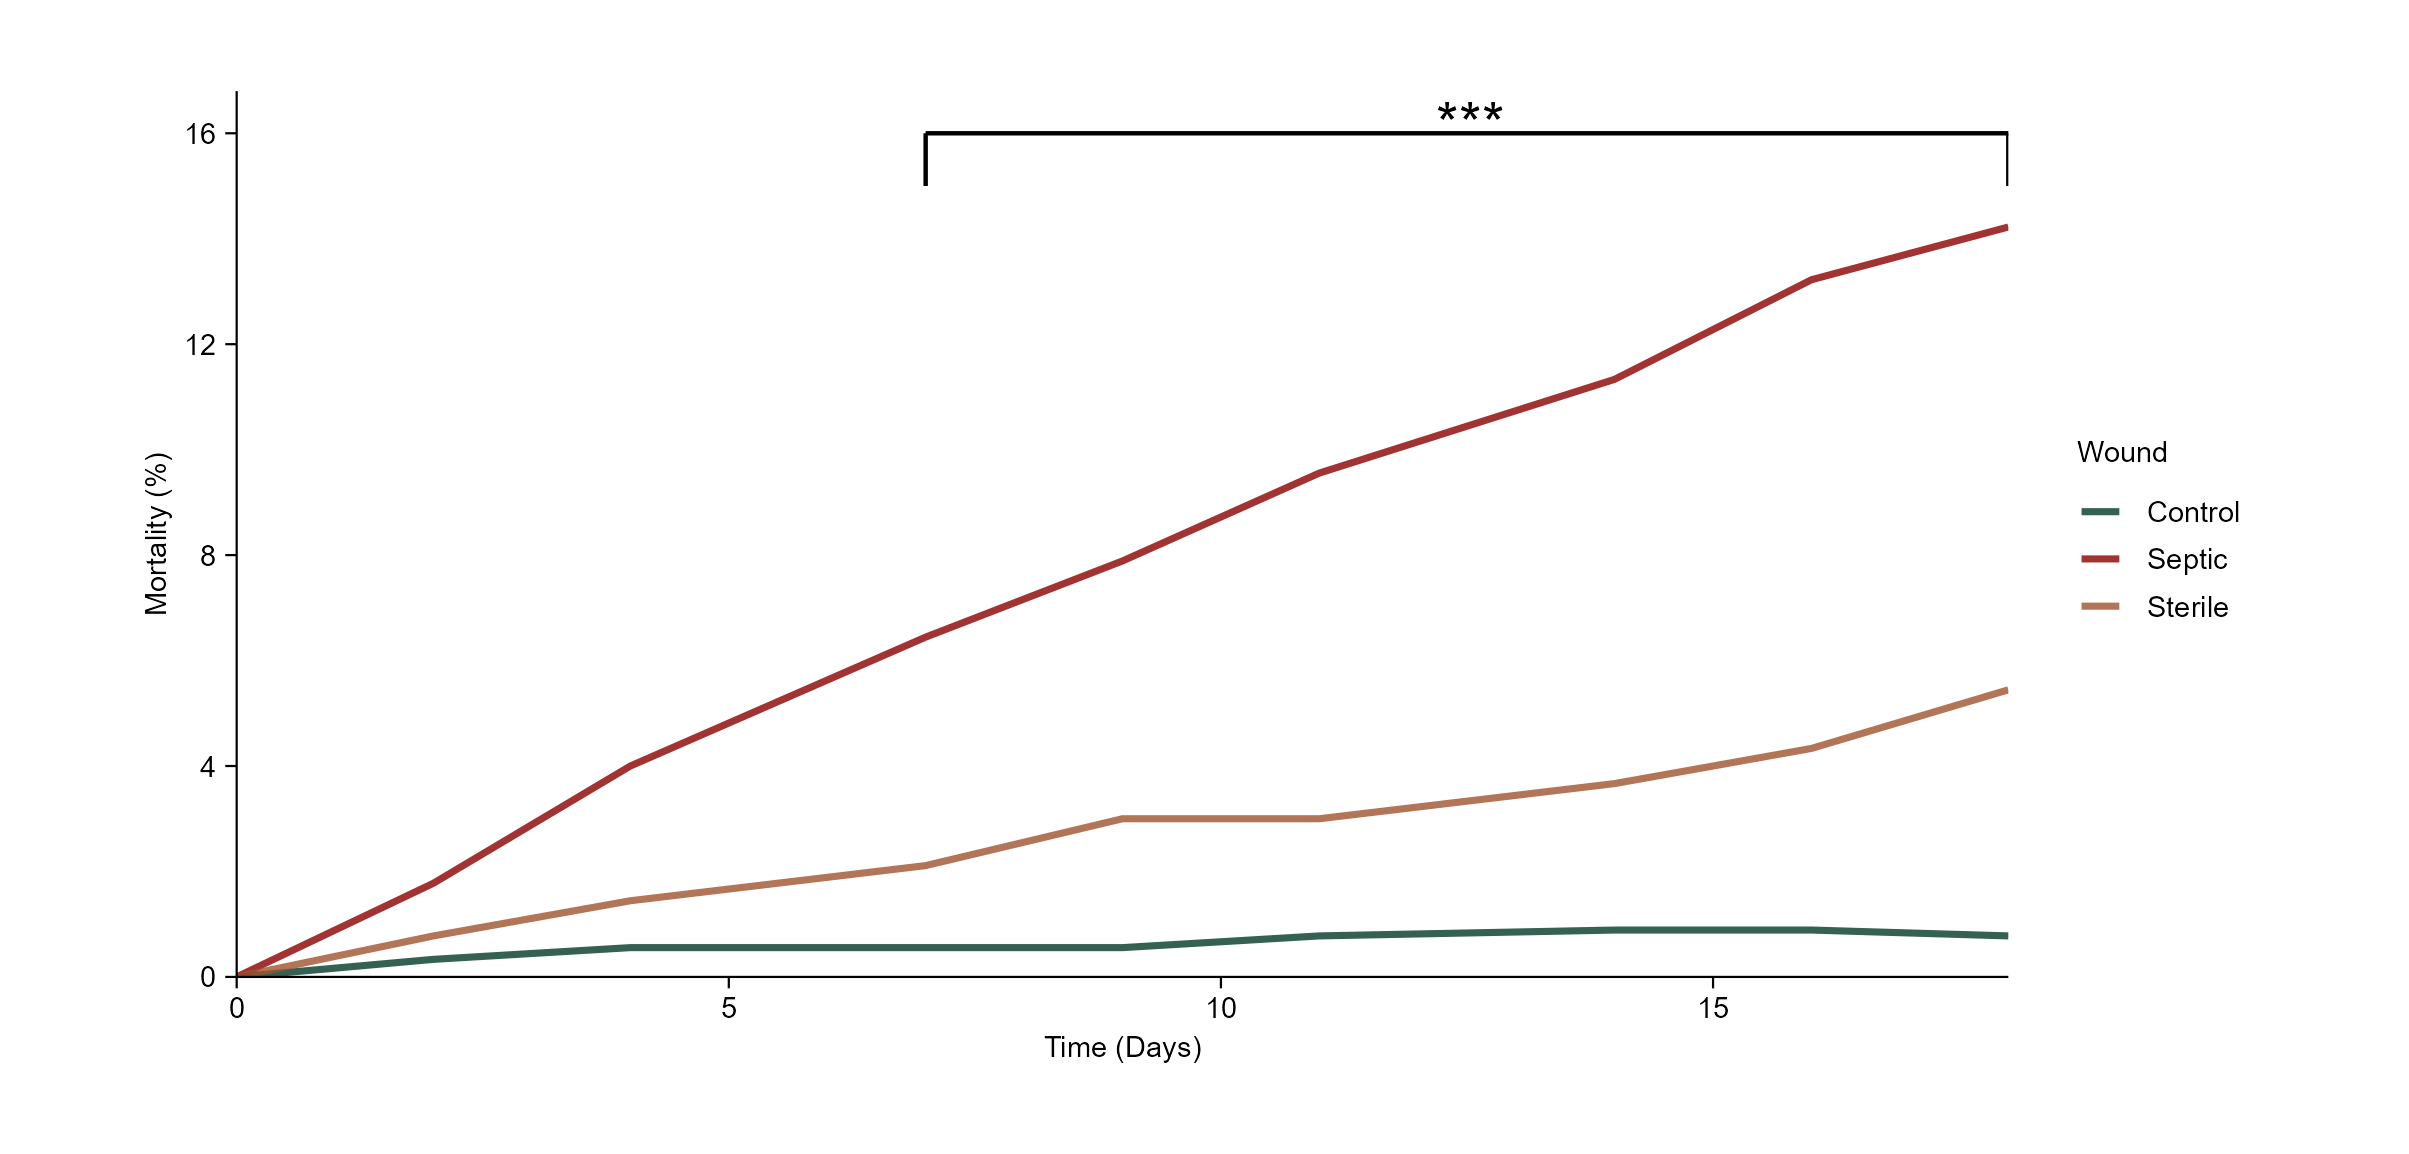 ***
16
12
8
4
0
Mortality (%)
0 5 10 15
Time (Days)
Wound
Control
Septic
Sterile